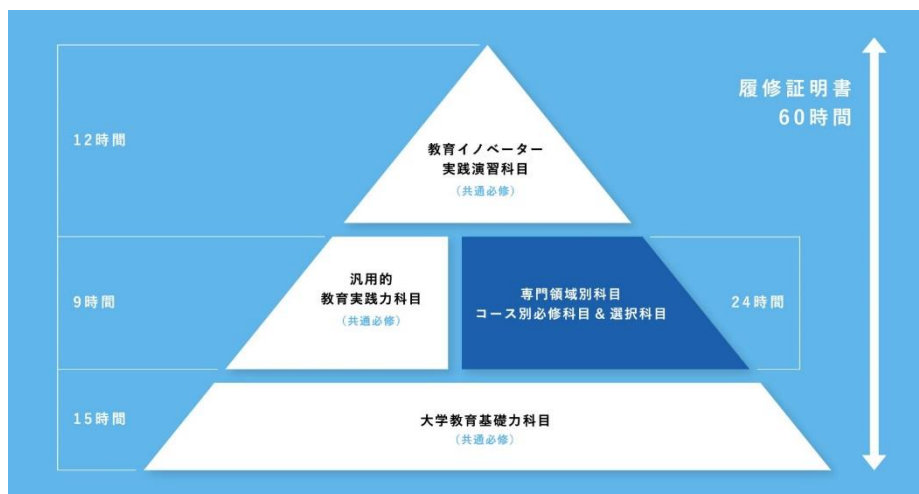 履修証明書
60時間
12時間
教育イノベーター
実践演習科目
(共通必修)
9時間
汎用的
教育実践力科目
(共通必修)
専門領域別科目
コース別必修科目 & 選択科目
24時間
15時間
大学教育基礎力科目
(共通必修)